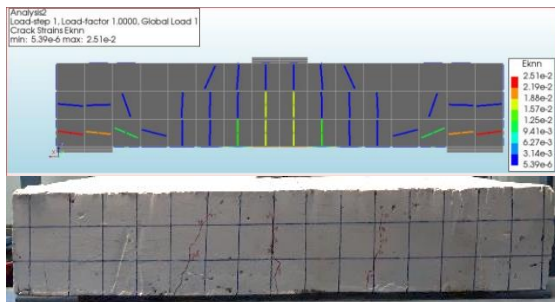 Analysis2
Load-step 1, Load-factor 1.0000, Global Load 1
Crack Strains Eknn
min: 5.39e-6 max: 2.51e-2
Eknn
2.51e-2
2.19e-2
1.88e-2
1.57e-2
1.25e-2
9.41e-3
6.27e-3
3.14e-3
5.39e-6